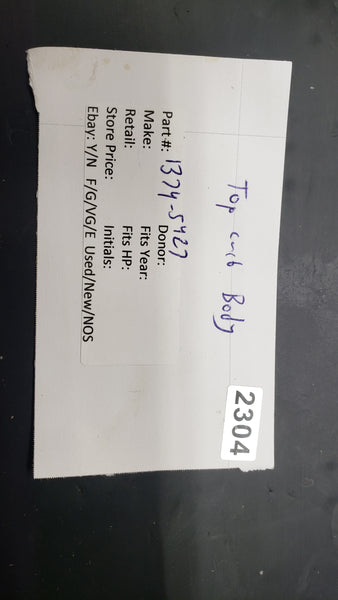 2304
Top carb Body
Part #: 1374-5427 Donor:
Make: Fits Year:
Retail: Fits HP:
Store Price: Initials:
Ebay: Y/N F/G/VG/E Used/New/NOS